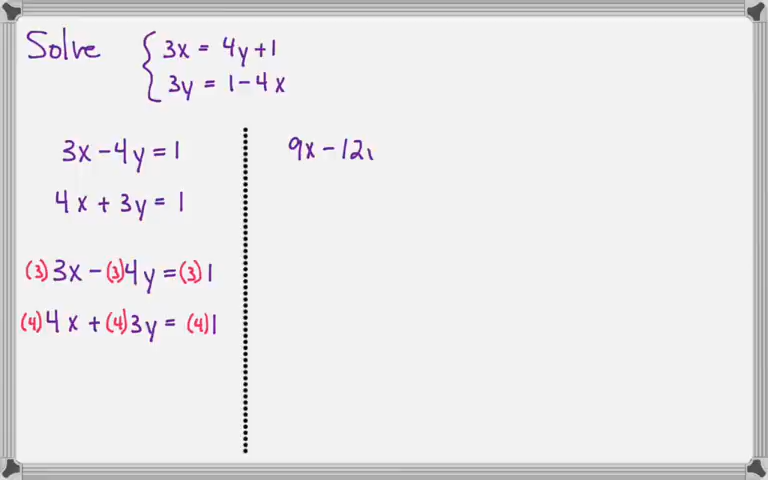 Solve { 3x = 4y + 1
3y = 1 - 4x
3x - 4y = 1
4x + 3y = 1
(3)3x - (3)4y = (3)1
(4)4x + (4)3y = (4)1
9x - 12